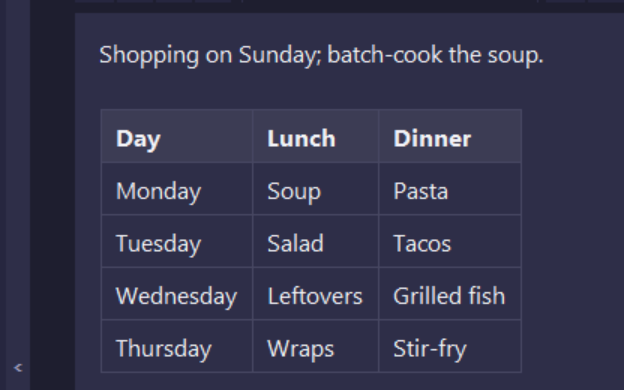 Shopping on Sunday; batch-cook the soup.
Day Lunch Dinner
Monday Soup Pasta
Tuesday Salad Tacos
Wednesday Leftovers Grilled fish
Thursday Wraps Stir-fry